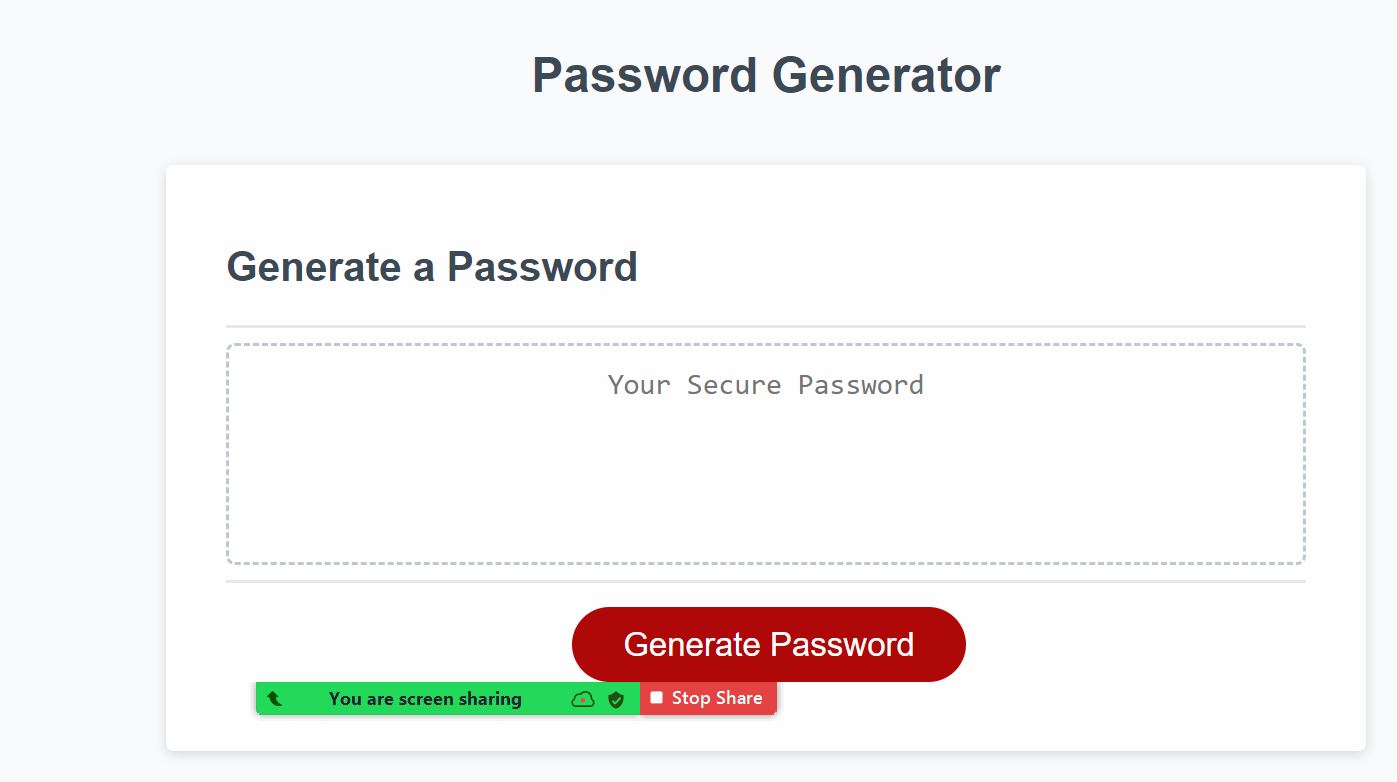 Password Generator
Generate a Password
Your Secure Password
Generate Password
You are screen sharing Stop Share